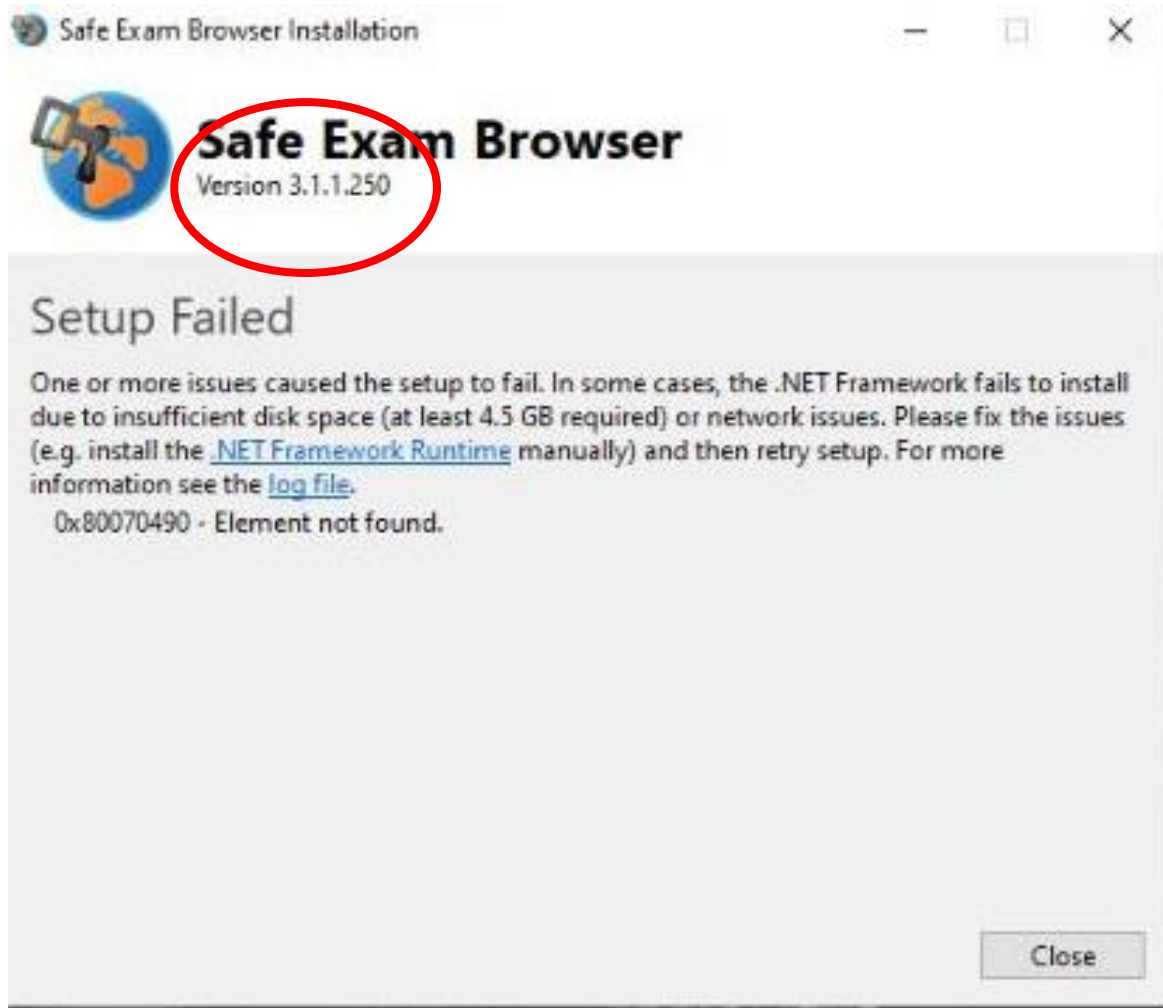 Safe Exam Browser Installation
Safe Exam Browser
Version 3.1.1.250
Setup Failed
One or more issues caused the setup to fail. In some cases, the .NET Framework fails to install
due to insufficient disk space (at least 4.5 GB required) or network issues. Please fix the issues
(e.g. install the .NET Framework Runtime manually) and then retry setup. For more
information see the log file.
0x80070490 - Element not found.
Close